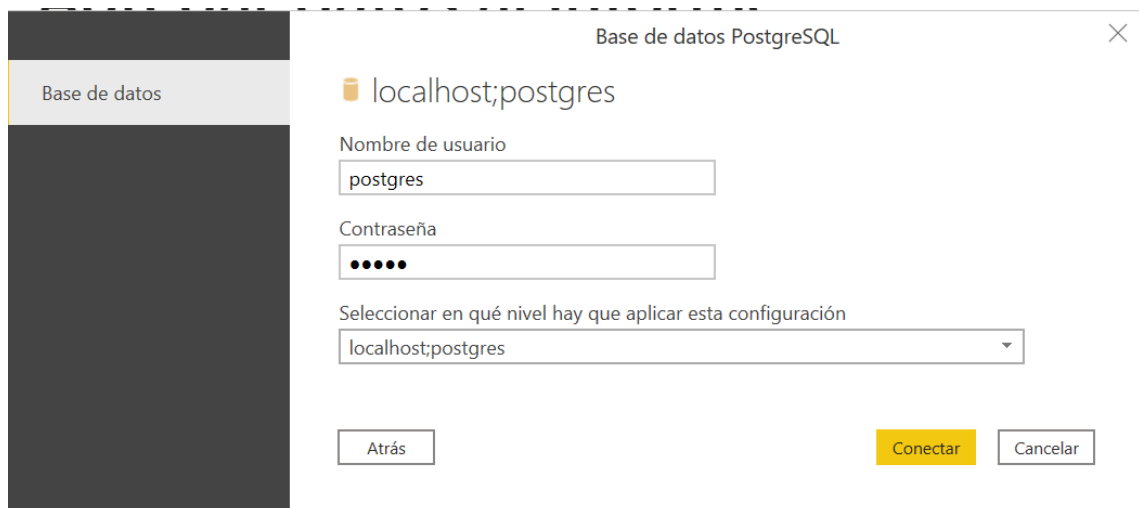 Base de datos PostgreSQL
Base de datos
localhost;postgres
Nombre de usuario
postgres
Contraseña
•••••
Seleccionar en qué nivel hay que aplicar esta configuración
localhost;postgres
Atrás
Conectar
Cancelar